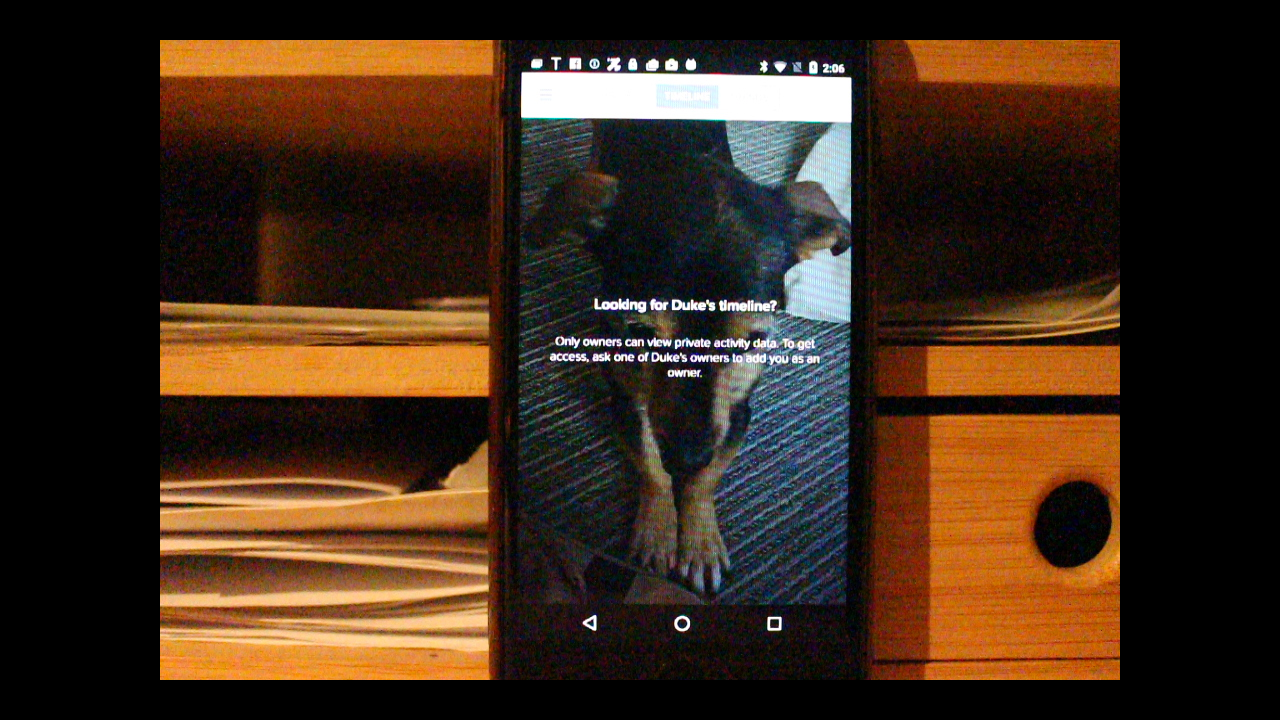 2:06
TIMELINE
Looking for Duke's timeline?
Only owners can view private activity data. To get
access, ask one of Duke's owners to add you as an
owner.